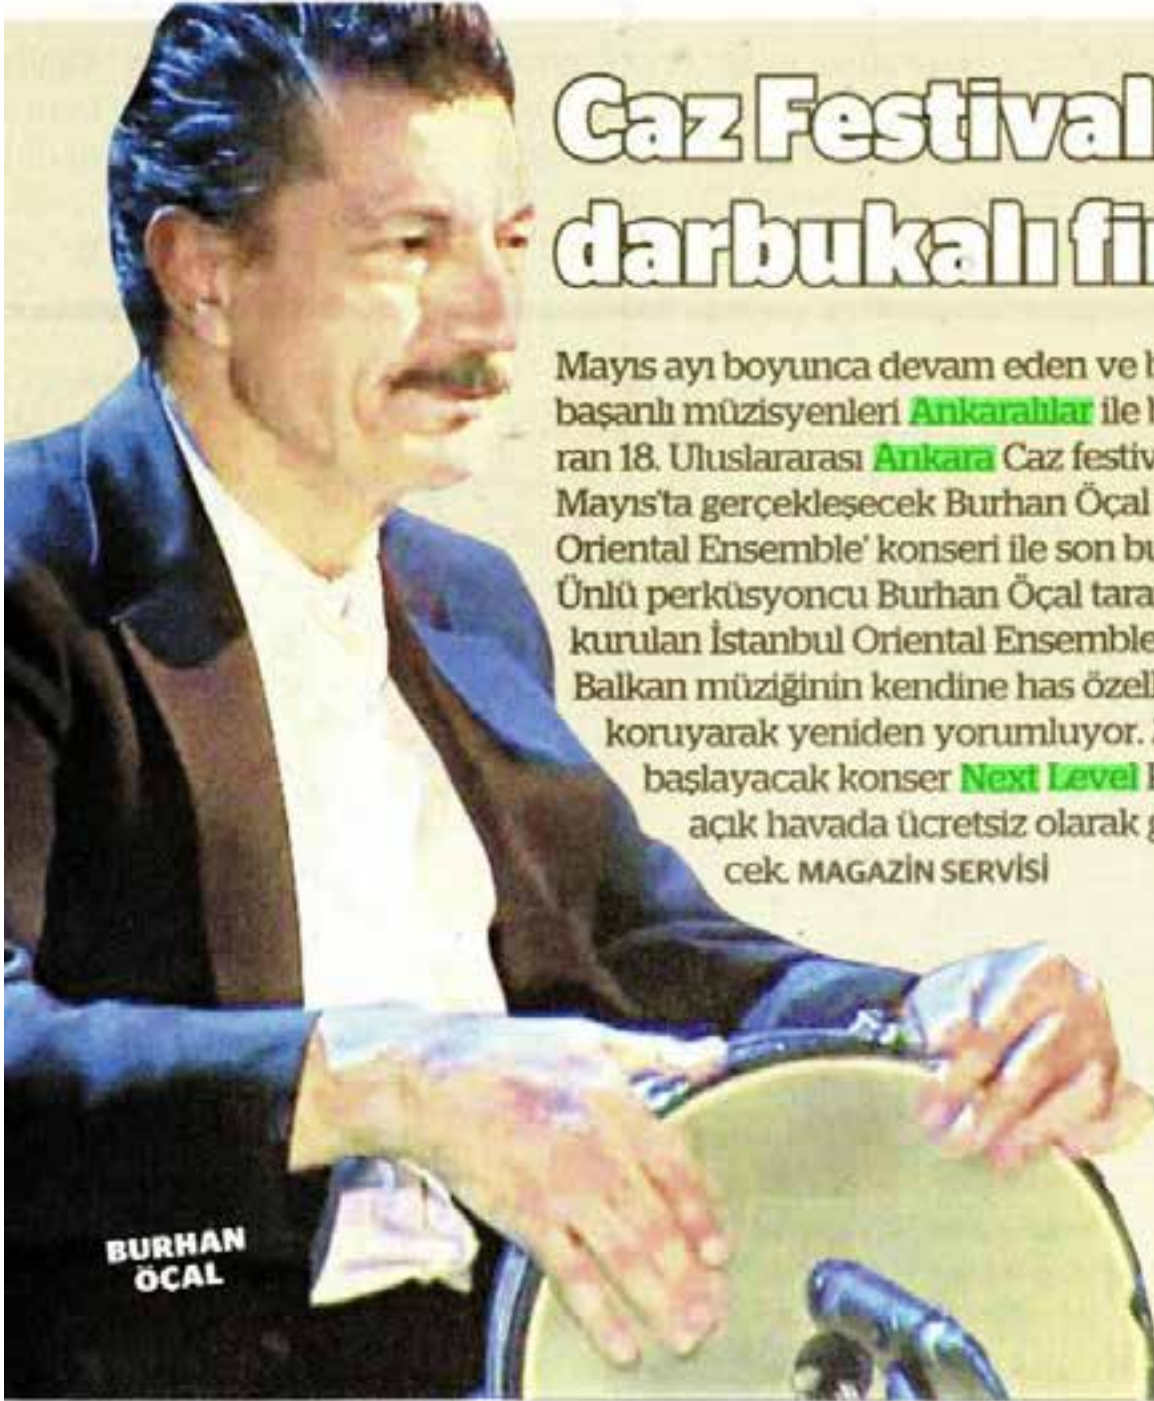 Caz Festival
darbukalı fi
Mayıs ayı boyunca devam eden ve b
başarılı müzisyenleri Ankaralılar ile b
ran 18. Uluslararası Ankara Caz festiv
Mayıs'ta gerçekleşecek Burhan Öçal
Oriental Ensemble' konseri ile son bu
Ünlü perküsyoncu Burhan Öçal tara
kurulan İstanbul Oriental Ensemble
Balkan müziğinin kendine has özell
koruyarak yeniden yorumluyor.
başlayacak konser Next Level
açık havada ücretsiz olarak g
cek. MAGAZİN SERVİSİ
BURHAN
ÖÇAL